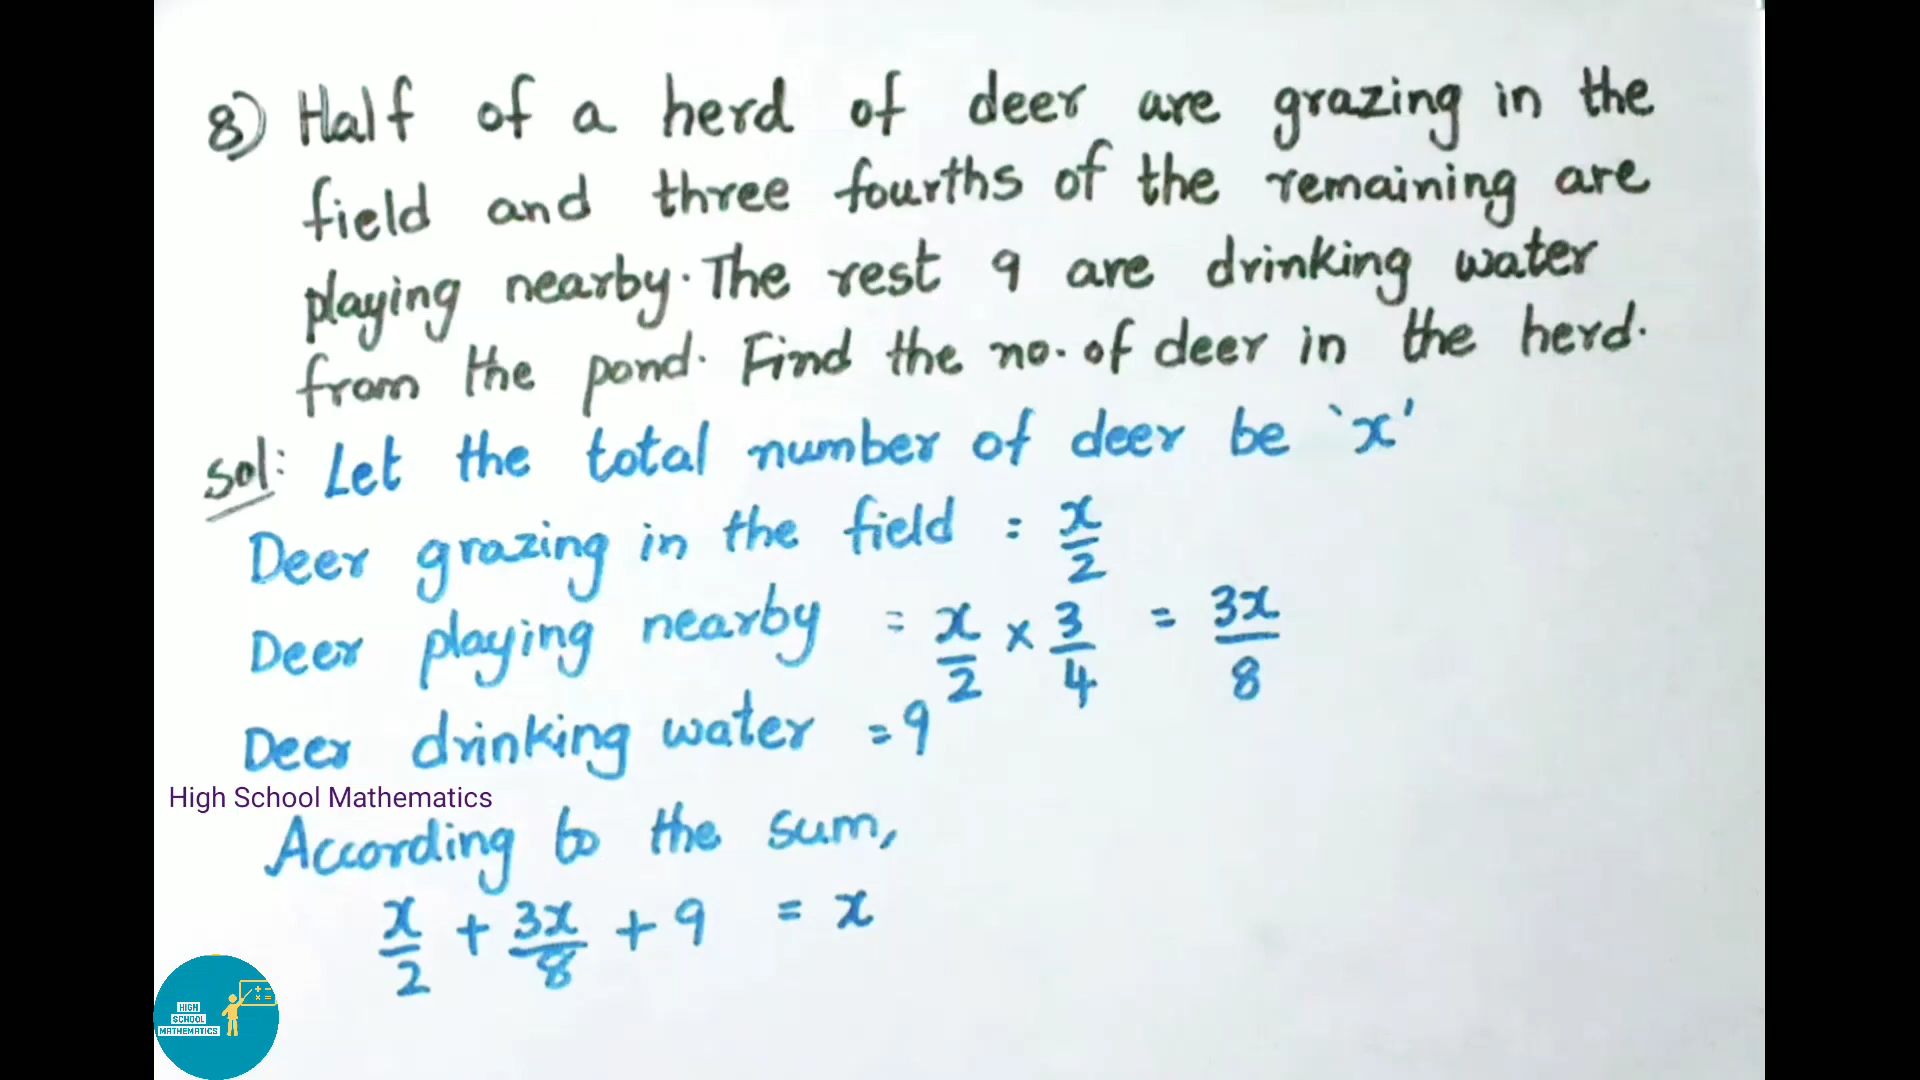 8) Half of a herd of deer are grazing in the
field and three fourths of the remaining are
playing nearby. The rest 9 are drinking water
from the pond. Find the no. of deer in the herd.
Sol: Let the total number of deer be 'x'
Deer grazing in the field = x/2
Deer playing nearby = x/2 × 3/4 = 3x/8
Deer drinking water = 9
High School Mathematics
According to the sum,
x/2 + 3x/8 + 9 = x
HIGH
SCHOOL
MATHEMATICS